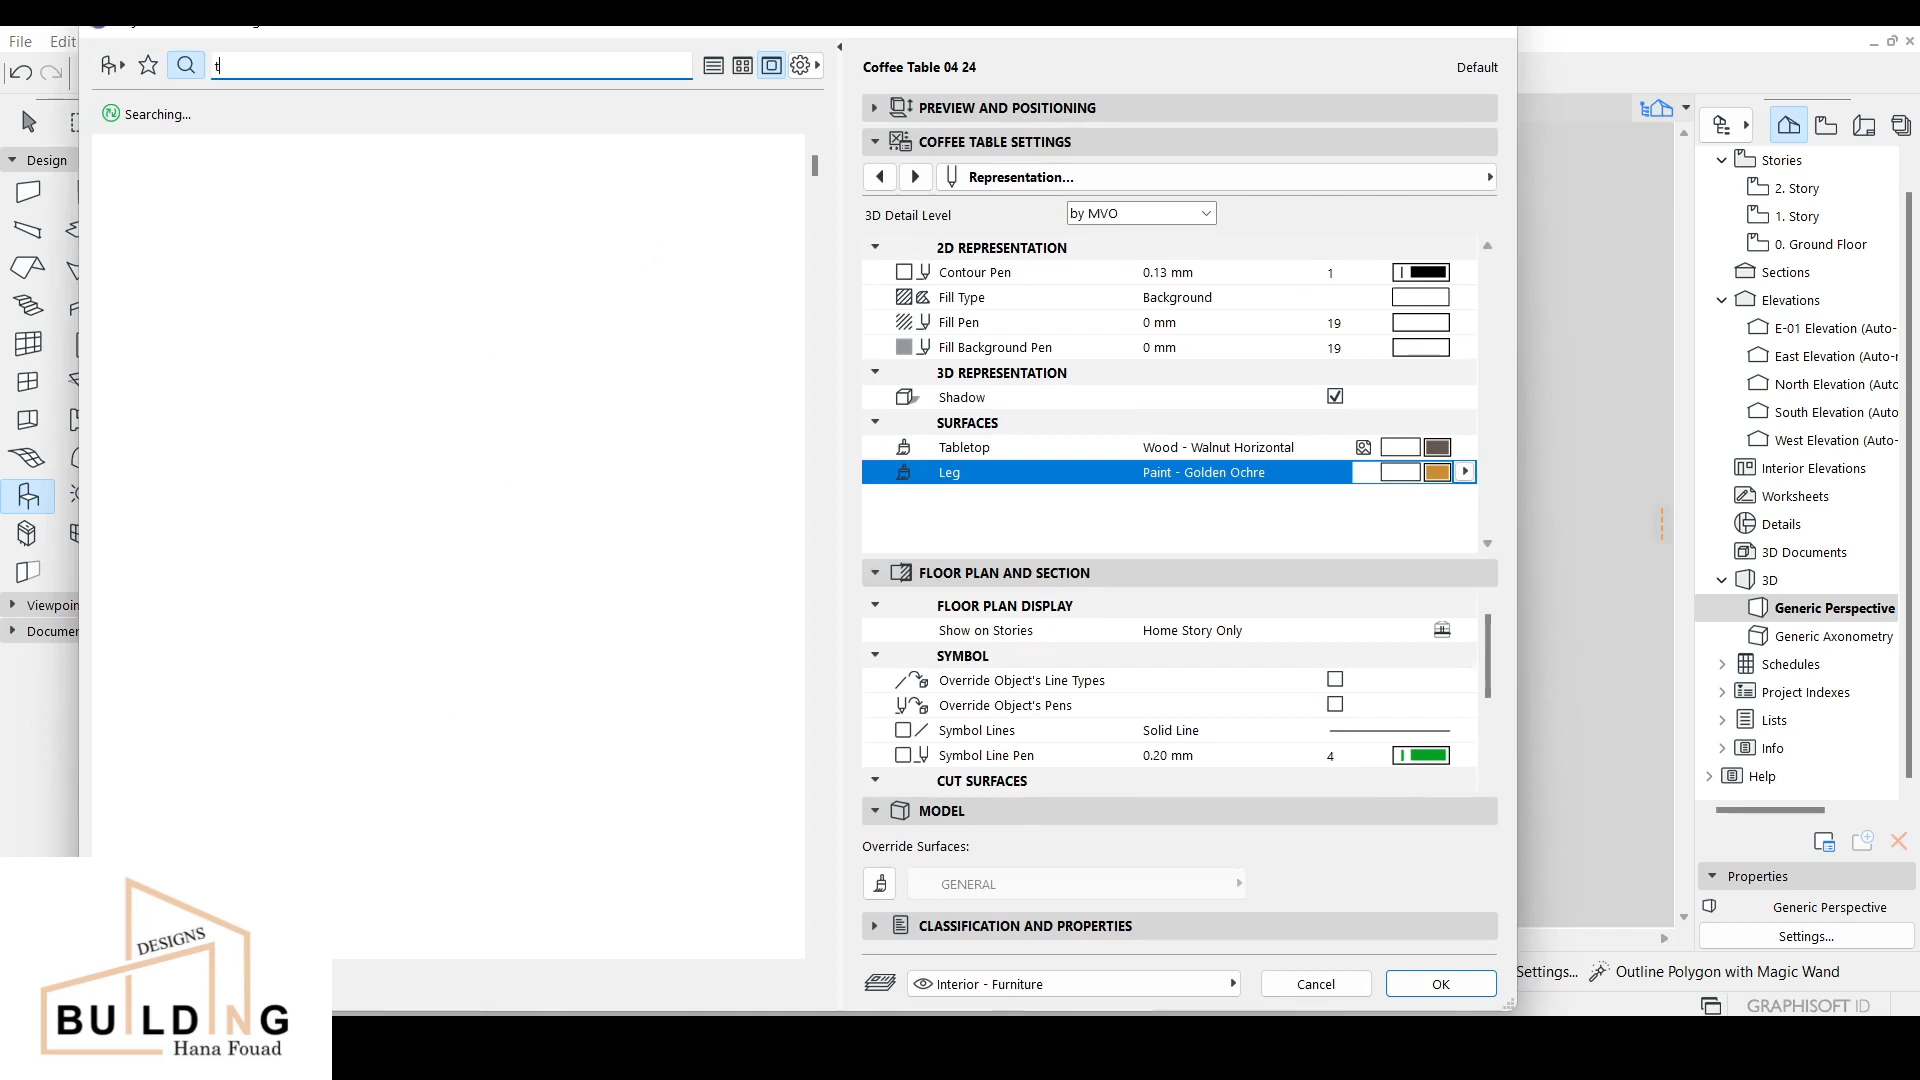 File Edit
t
Searching...
Coffee Table 04 24
Default
PREVIEW AND POSITIONING
COFFEE TABLE SETTINGS
Representation...
3D Detail Level
by MVO
2D REPRESENTATION
Contour Pen 0.13 mm 1
Fill Type Background
Fill Pen 0 mm 19
Fill Background Pen 0 mm 19
3D REPRESENTATION
Shadow
SURFACES
Tabletop Wood - Walnut Horizontal
Leg Paint - Golden Ochre
FLOOR PLAN AND SECTION
FLOOR PLAN DISPLAY
Show on Stories Home Story Only
SYMBOL
Override Object's Line Types
Override Object's Pens
Symbol Lines Solid Line
Symbol Line Pen 0.20 mm 4
CUT SURFACES
MODEL
Override Surfaces:
GENERAL
CLASSIFICATION AND PROPERTIES
Interior - Furniture
Cancel
OK
Design
Viewpoin
Documen
Stories
2. Story
1. Story
0. Ground Floor
Sections
Elevations
E-01 Elevation (Auto-
East Elevation (Auto-r
North Elevation (Auto
South Elevation (Auto
West Elevation (Auto-
Interior Elevations
Worksheets
Details
3D Documents
3D
Generic Perspective
Generic Axonometry
Schedules
Project Indexes
Lists
Info
Help
Properties
Generic Perspective
Settings...
Settings...
Outline Polygon with Magic Wand
GRAPHISOFT ID
DESIGNS
BUILDING
Hana Fouad